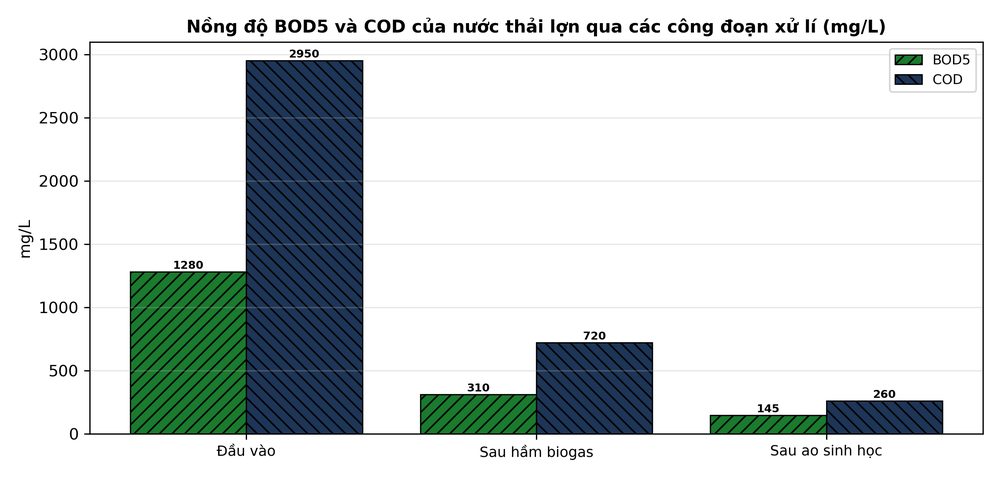 Nồng độ BOD5 và COD của nước thải lợn qua các công đoạn xử lí (mg/L)
BOD5
COD
mg/L
3000
2500
2000
1500
1000
500
0
1280
2950
310
720
145
260
Đầu vào
Sau hầm biogas
Sau ao sinh học